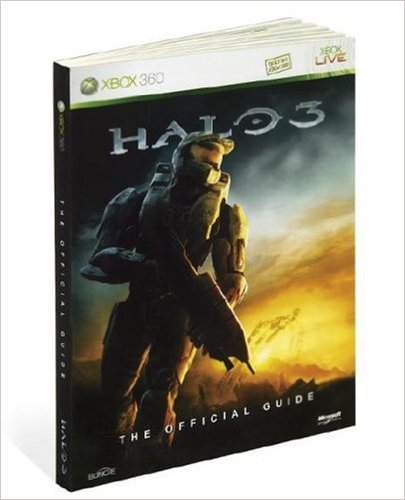 XBOX 360
XBOX
LIVE
HALO 3
THE OFFICIAL GUIDE
BUNGIE
Microsoft
XBOX 360
THE OFFICIAL GUIDE
HALO 3